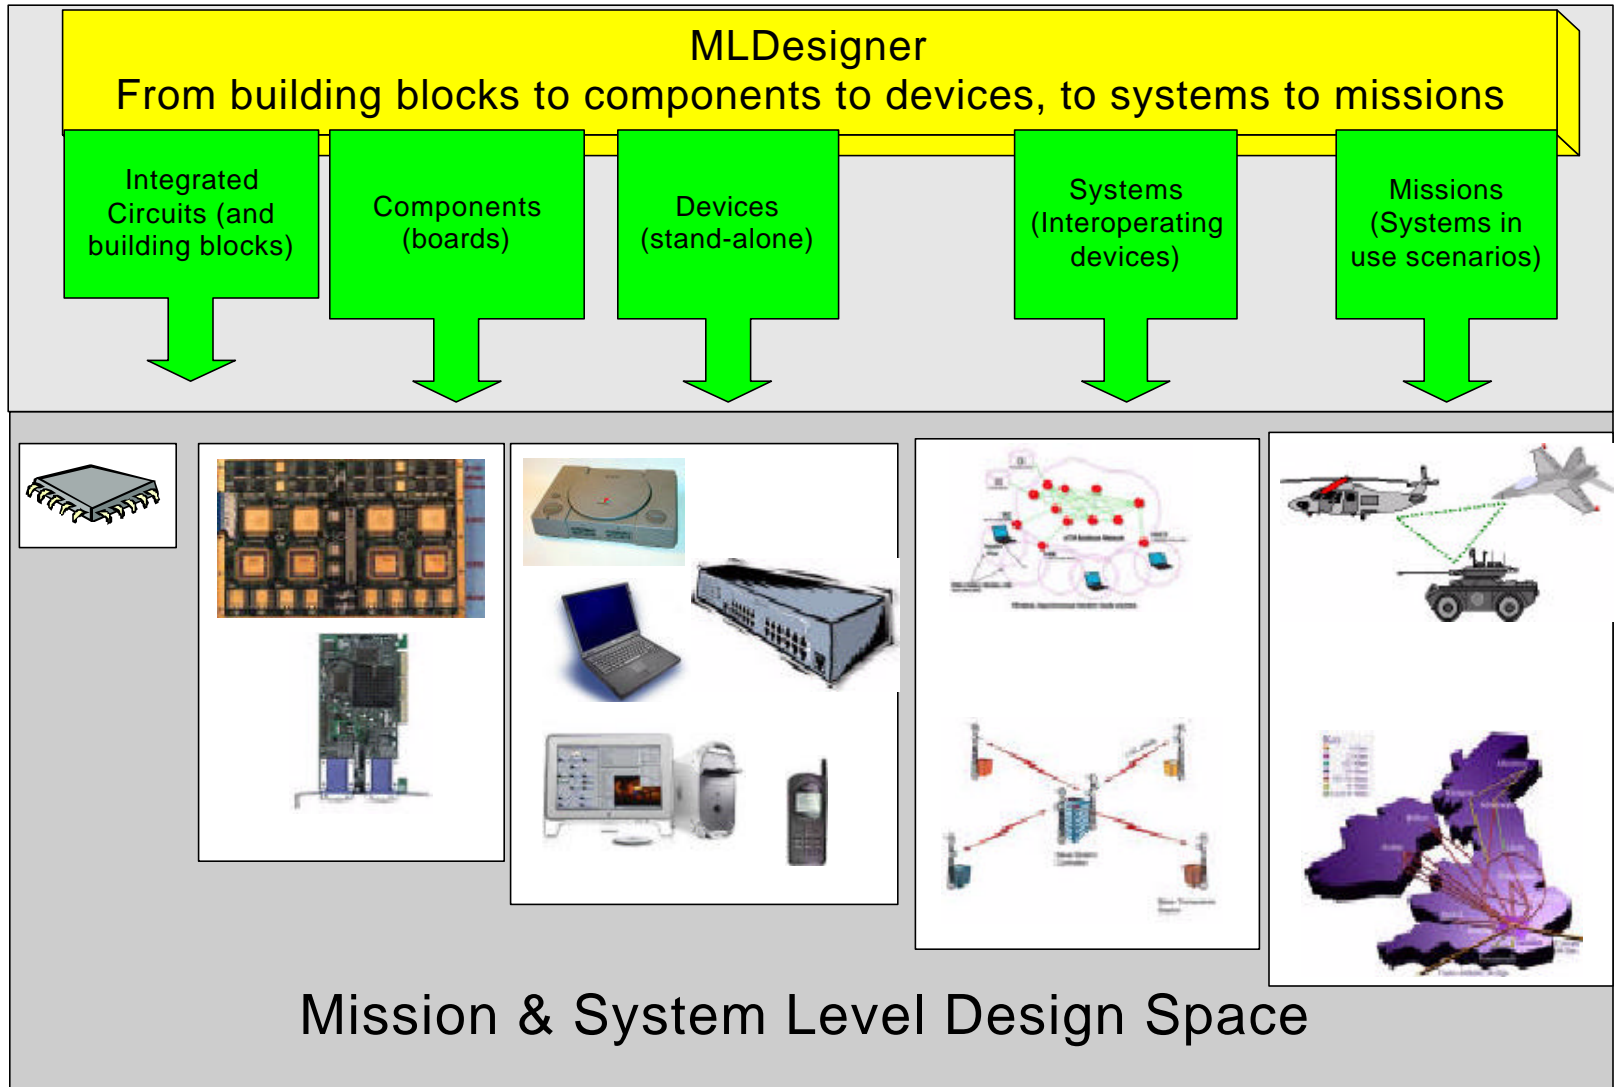 MLDesigner
From building blocks to components to devices, to systems to missions
Integrated
Circuits (and
building blocks)
Components
(boards)
Devices
(stand-alone)
Systems
(Interoperating
devices)
Missions
(Systems in
use scenarios)
Mission & System Level Design Space